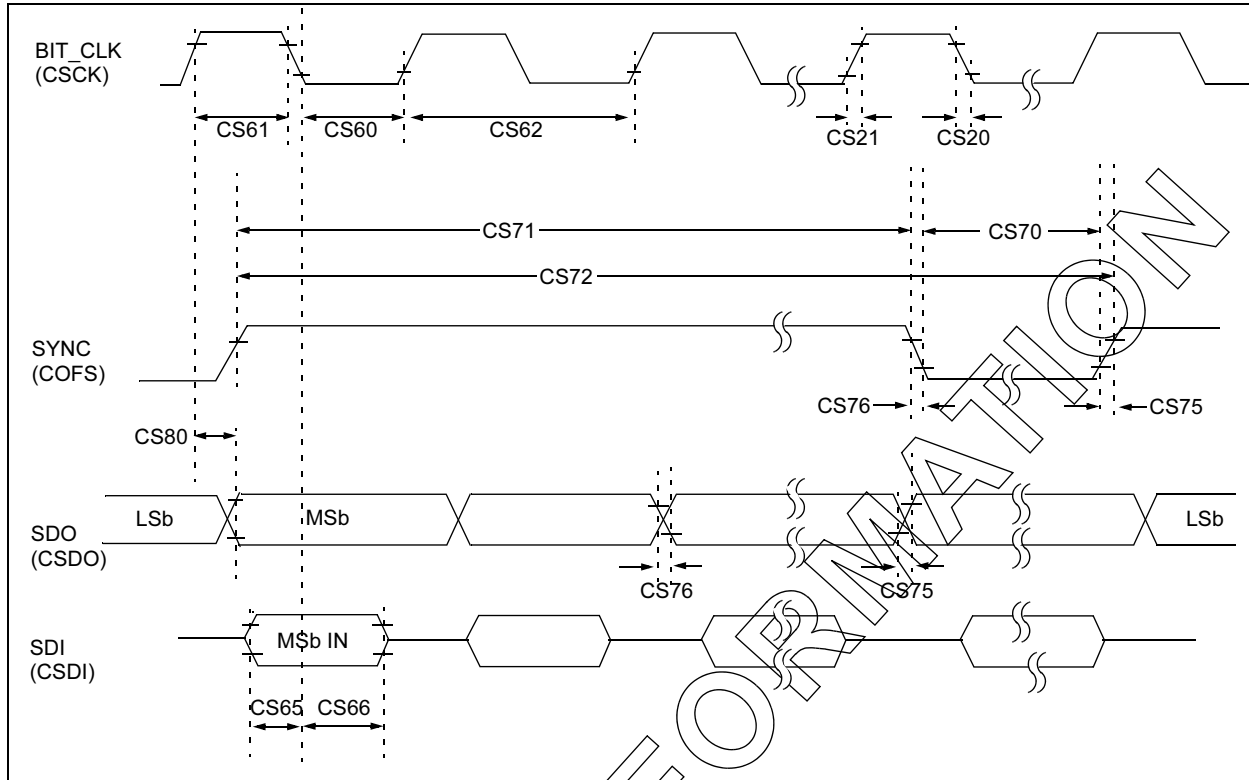 BIT_CLK
(CSCK)
CS61
CS60
CS62
CS21
CS20
CS71
CS70
CS72
SYNC
(COFS)
CS76
CS75
CS80
LSb
MSb
LSb
SDO
(CSDO)
CS76
CS75
SDI
(CSDI)
MSb IN
CS65
CS66
FORMATION